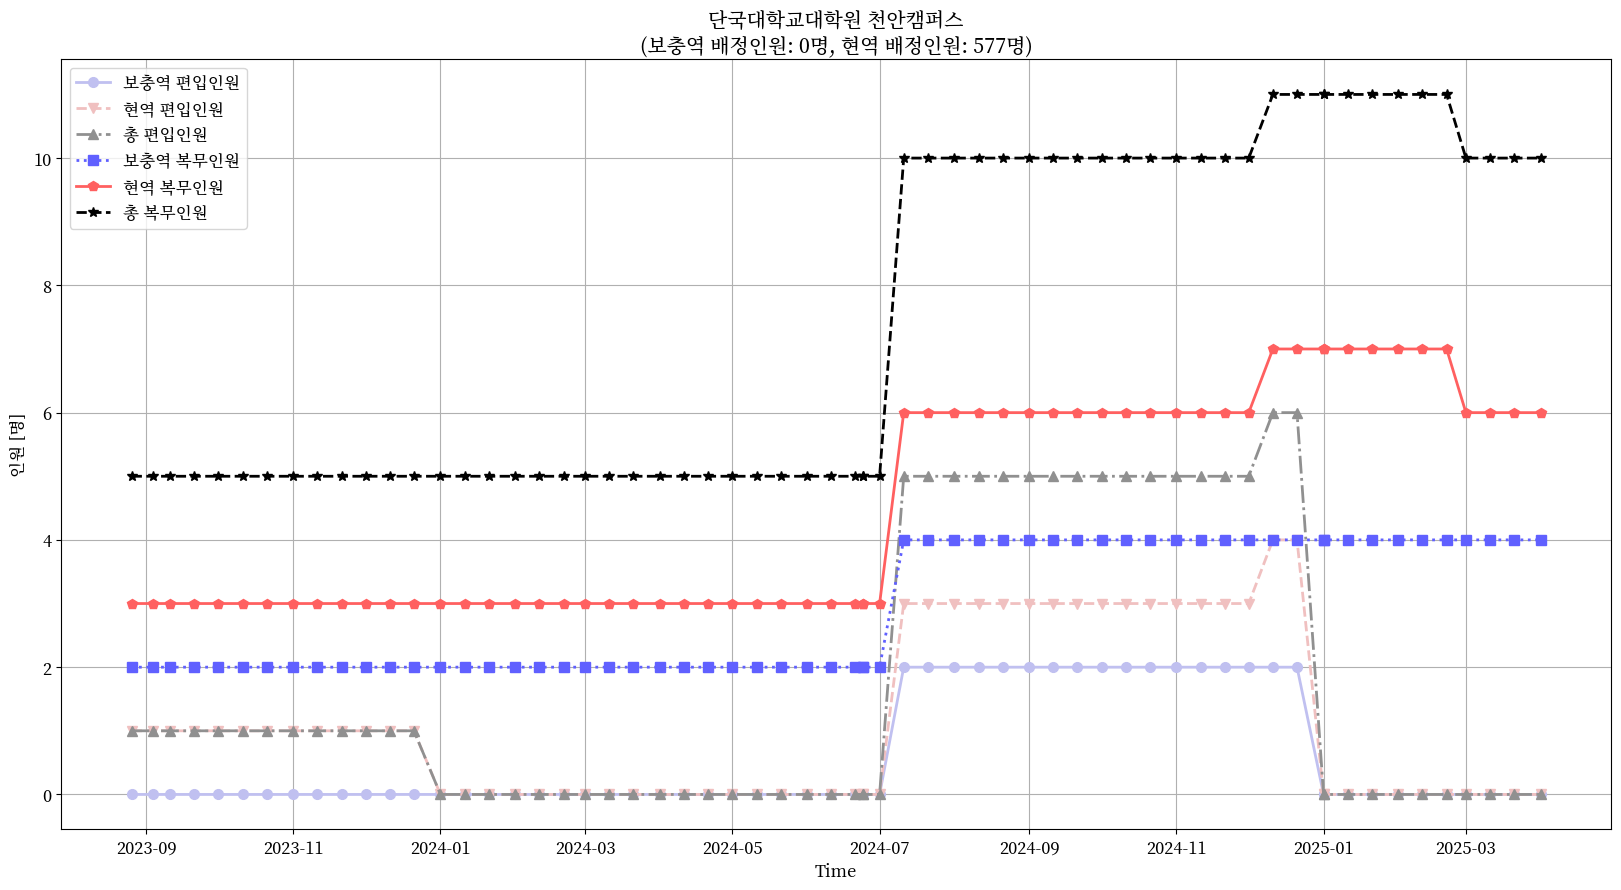 단국대학교대학원 천안캠퍼스
(보충역 배정인원: 0명, 현역 배정인원: 577명)
보충역 편입인원
현역 편입인원
총 편입인원
보충역 복무인원
현역 복무인원
총 복무인원
인원 [명]
10
8
6
4
2
0
2023-09
2023-11
2024-01
2024-03
2024-05
2024-07
2024-09
2024-11
2025-01
2025-03
Time